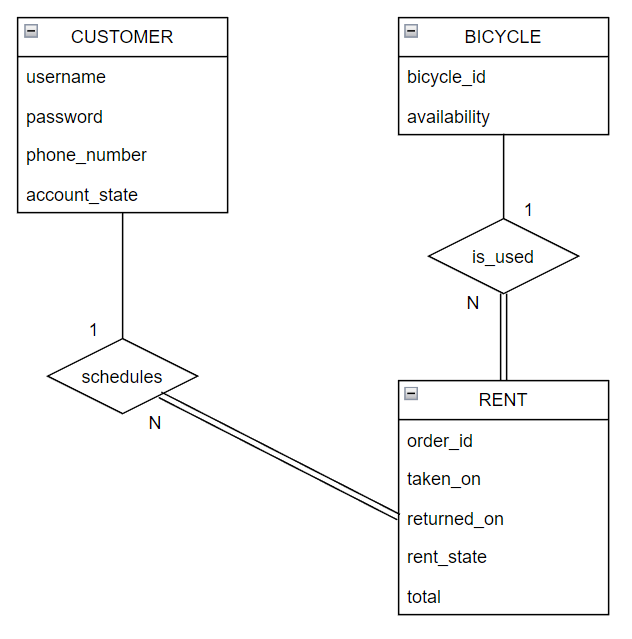 CUSTOMER
username
password
phone_number
account_state
BICYCLE
bicycle_id
availability
1
is_used
N
1
schedules
N
RENT
order_id
taken_on
returned_on
rent_state
total